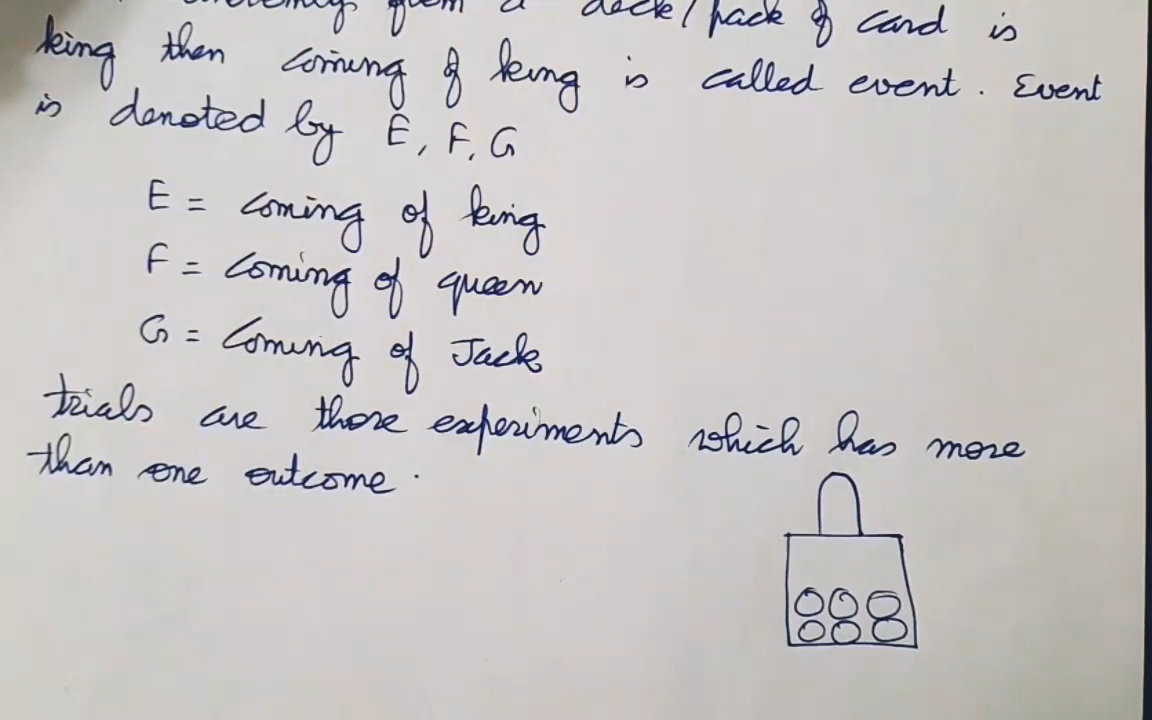 from a deck/pack of card is
king then coming of king is called event. Event
is denoted by E, F, G
E = coming of king
F = coming of queen
G = Coming of Jack
trials are those experiments which has more
than one outcome.